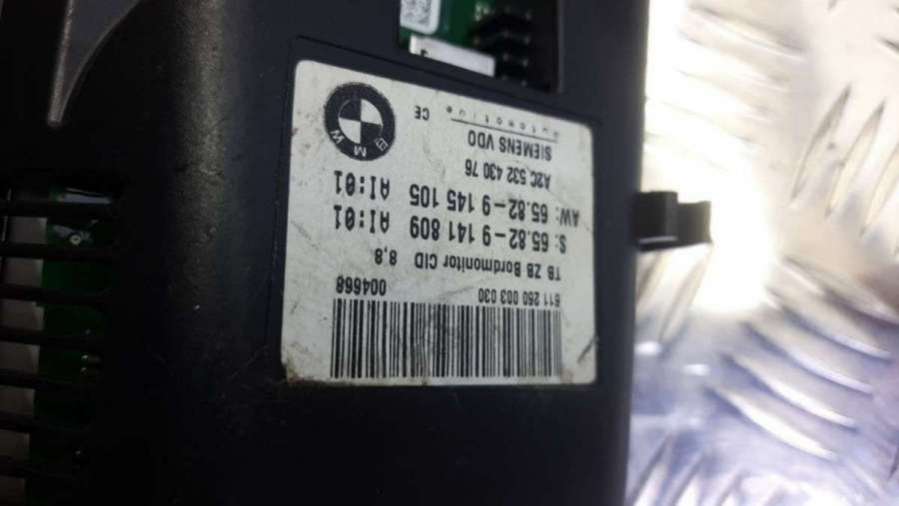 611 260 003 030 004668
TB ZB Bordmonitor CID 8,8
S: 65.82-9 141 809 AI:01
AW: 65.82-9 145 105 AI:01
A2C 532 430 76
SIEMENS VDO
Automotive CE
BMW